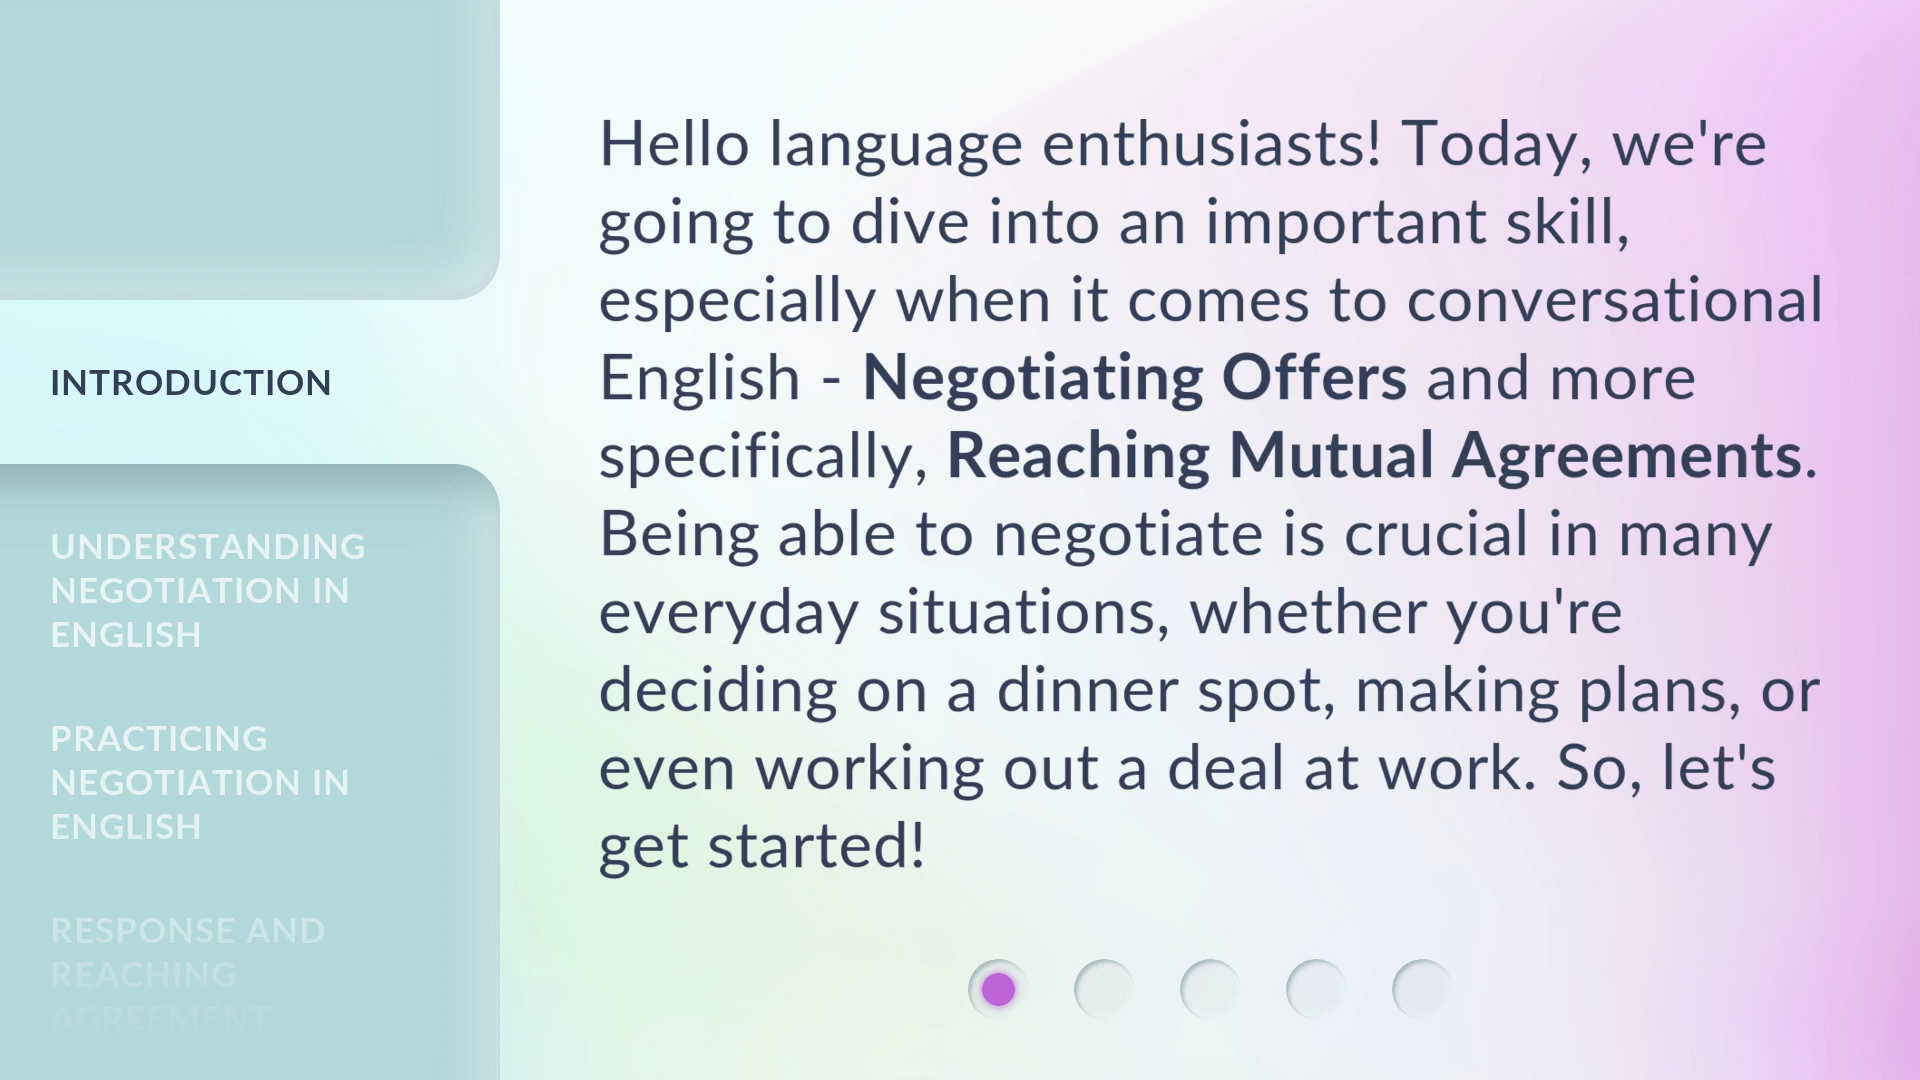 INTRODUCTION
UNDERSTANDING
NEGOTIATION IN
ENGLISH
PRACTICING
NEGOTIATION IN
ENGLISH
RESPONSE AND
REACHING
AGREEMENT
Hello language enthusiasts! Today, we're
going to dive into an important skill,
especially when it comes to conversational
English - Negotiating Offers and more
specifically, Reaching Mutual Agreements.
Being able to negotiate is crucial in many
everyday situations, whether you're
deciding on a dinner spot, making plans, or
even working out a deal at work. So, let's
get started!